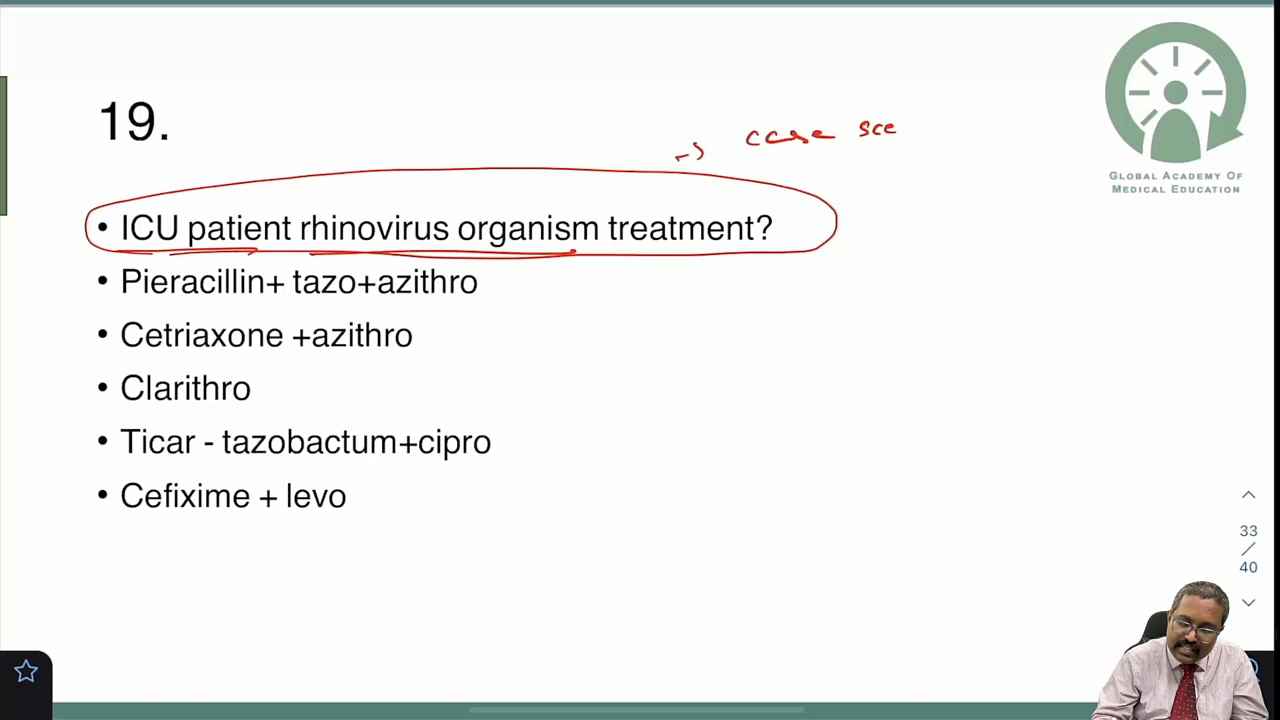 GLOBAL ACADEMY OF
MEDICAL EDUCATION
19.
→ case sce
• ICU patient rhinovirus organism treatment?
• Pieracillin+ tazo+azithro
• Cetriaxone +azithro
• Clarithro
• Ticar - tazobactum+cipro
• Cefixime + levo
33
/
40